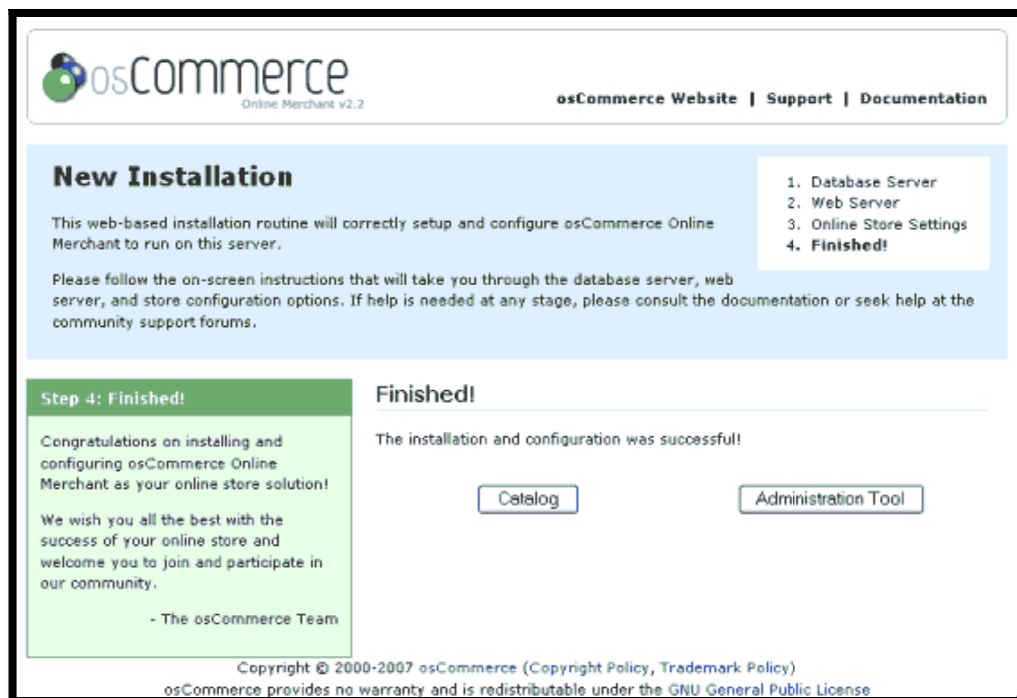 osCommerce
Online Merchant v2.2
osCommerce Website | Support | Documentation
New Installation
This web-based installation routine will correctly setup and configure osCommerce Online
Merchant to run on this server.
Please follow the on-screen instructions that will take you through the database server, web
server, and store configuration options. If help is needed at any stage, please consult the documentation or seek help at the
community support forums.
1. Database Server
2. Web Server
3. Online Store Settings
4. Finished!
Step 4: Finished!
Congratulations on installing and
configuring osCommerce Online
Merchant as your online store solution!
We wish you all the best with the
success of your online store and
welcome you to join and participate in
our community.
- The osCommerce Team
Finished!
The installation and configuration was successful!
Catalog
Administration Tool
Copyright © 2000-2007 osCommerce (Copyright Policy, Trademark Policy)
osCommerce provides no warranty and is redistributable under the GNU General Public License